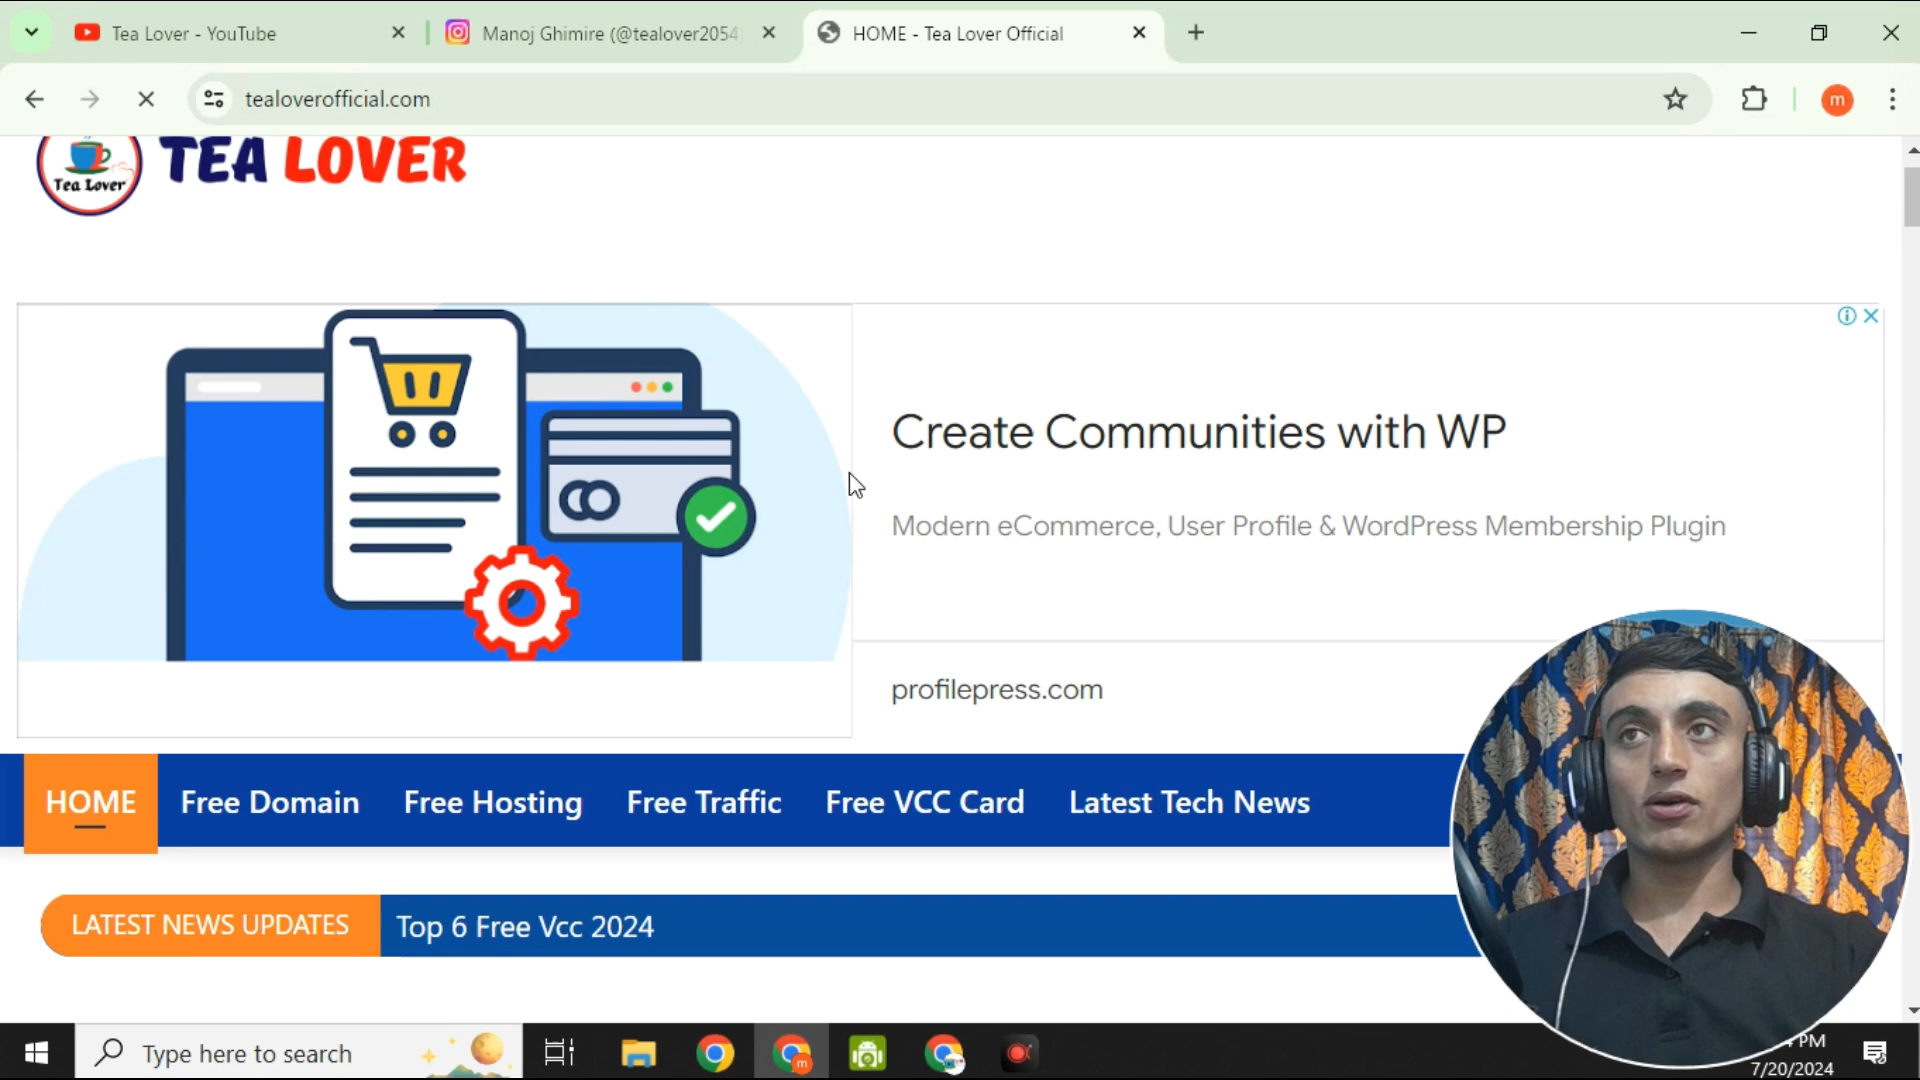 Tea Lover - YouTube
Manoj Ghimire (@tealover2054
HOME - Tea Lover Official
tealoverofficial.com
m
Tea Lover
TEA LOVER
Create Communities with WP
Modern eCommerce, User Profile & WordPress Membership Plugin
profilepress.com
HOME
Free Domain
Free Hosting
Free Traffic
Free VCC Card
Latest Tech News
LATEST NEWS UPDATES
Top 6 Free Vcc 2024
Type here to search
m
PM
7/20/2024